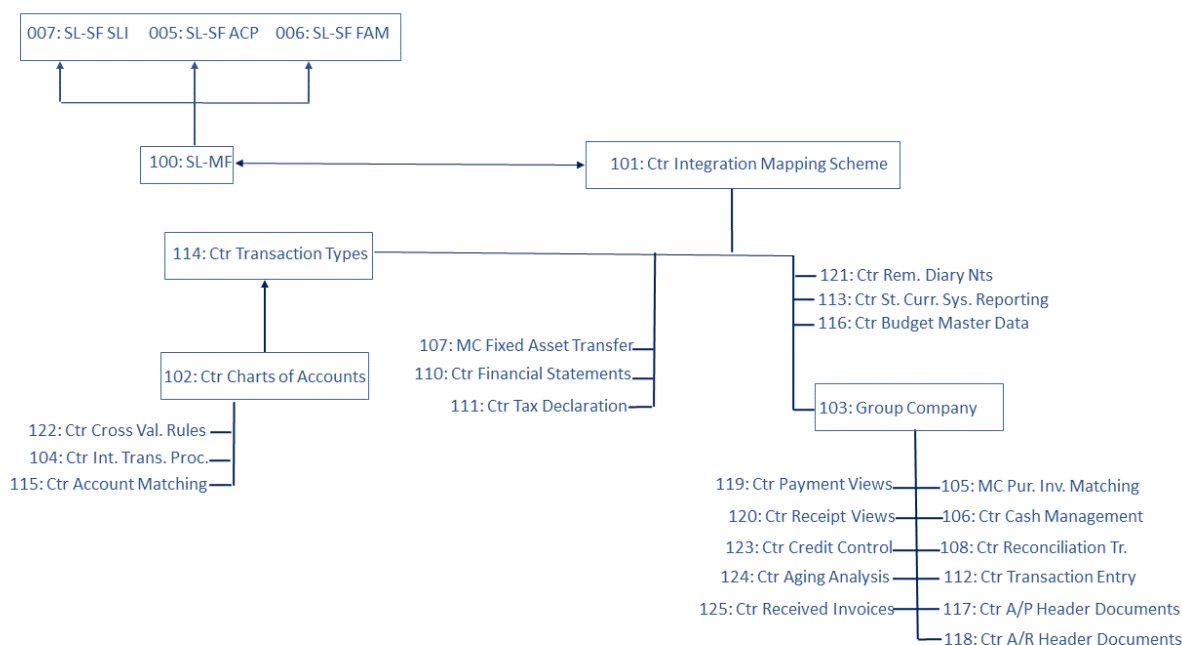 007: SL-SF SLI 005: SL-SF ACP 006: SL-SF FAM
100: SL-MF
101: Ctr Integration Mapping Scheme
114: Ctr Transaction Types
121: Ctr Rem. Diary Nts
113: Ctr St. Curr. Sys. Reporting
116: Ctr Budget Master Data
107: MC Fixed Asset Transfer
110: Ctr Financial Statements
111: Ctr Tax Declaration
102: Ctr Charts of Accounts
122: Ctr Cross Val. Rules
104: Ctr Int. Trans. Proc.
115: Ctr Account Matching
103: Group Company
119: Ctr Payment Views
120: Ctr Receipt Views
123: Ctr Credit Control
124: Ctr Aging Analysis
125: Ctr Received Invoices
105: MC Pur. Inv. Matching
106: Ctr Cash Management
108: Ctr Reconciliation Tr.
112: Ctr Transaction Entry
117: Ctr A/P Header Documents
118: Ctr A/R Header Documents